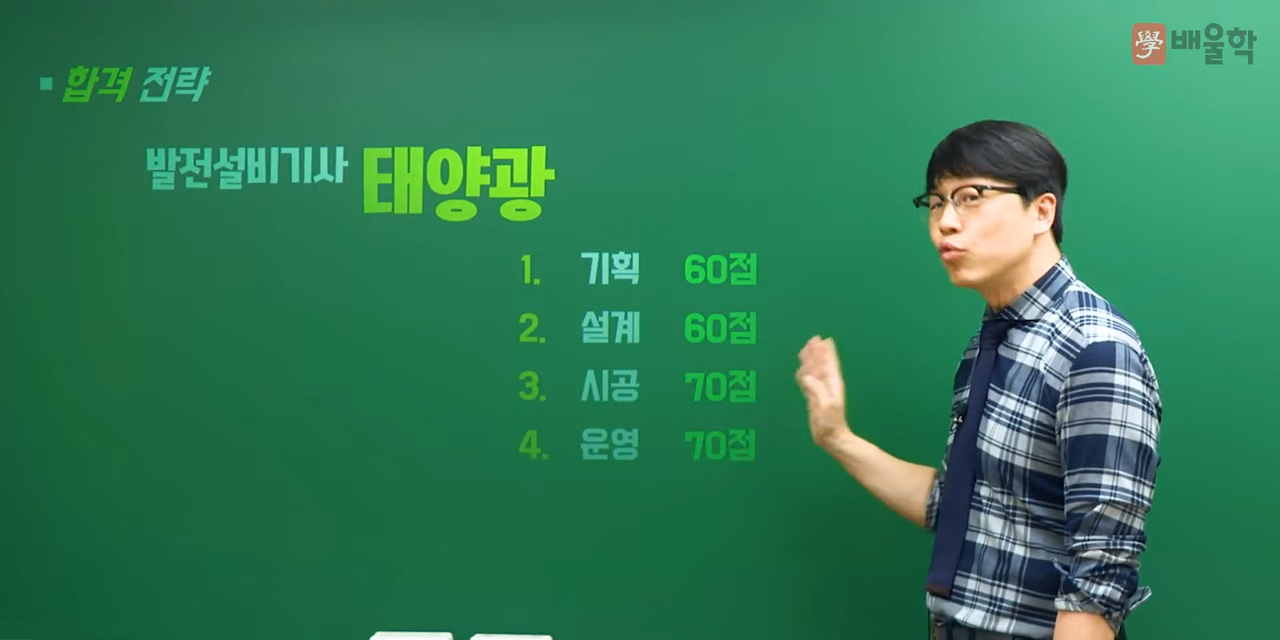 學 배울학
합격 전략
발전설비기사 태양광
1. 기획 60점
2. 설계 60점
3. 시공 70점
4. 운영 70점